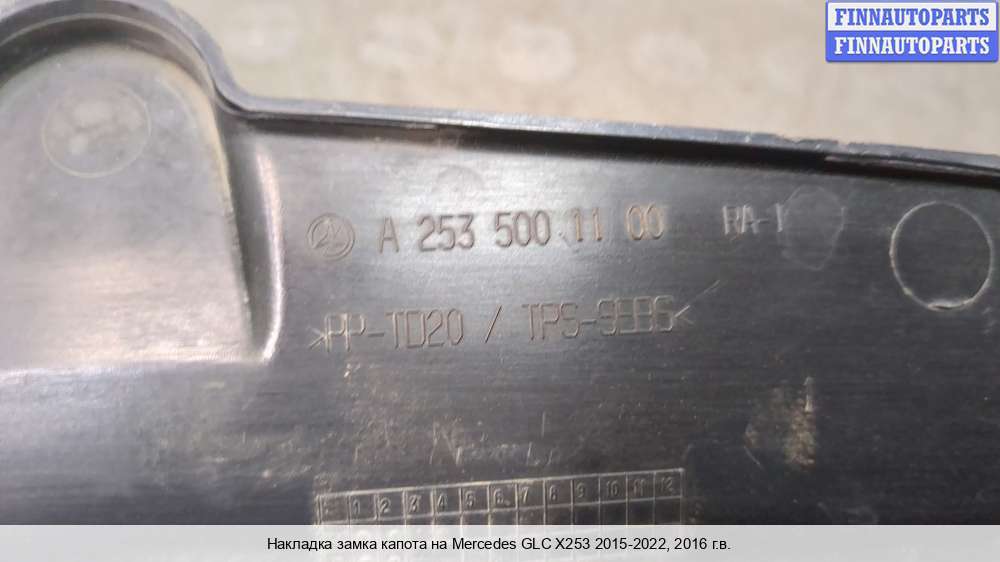 FINNAUTOPARTS
FINNAUTOPARTS
A 253 500 11 00 RA-1
>PP-TD20 / TPS-SEBS<
1 2 3 4 5 6 7 8 9 10 11 12
Накладка замка капота на Mercedes GLC X253 2015-2022, 2016 г.в.